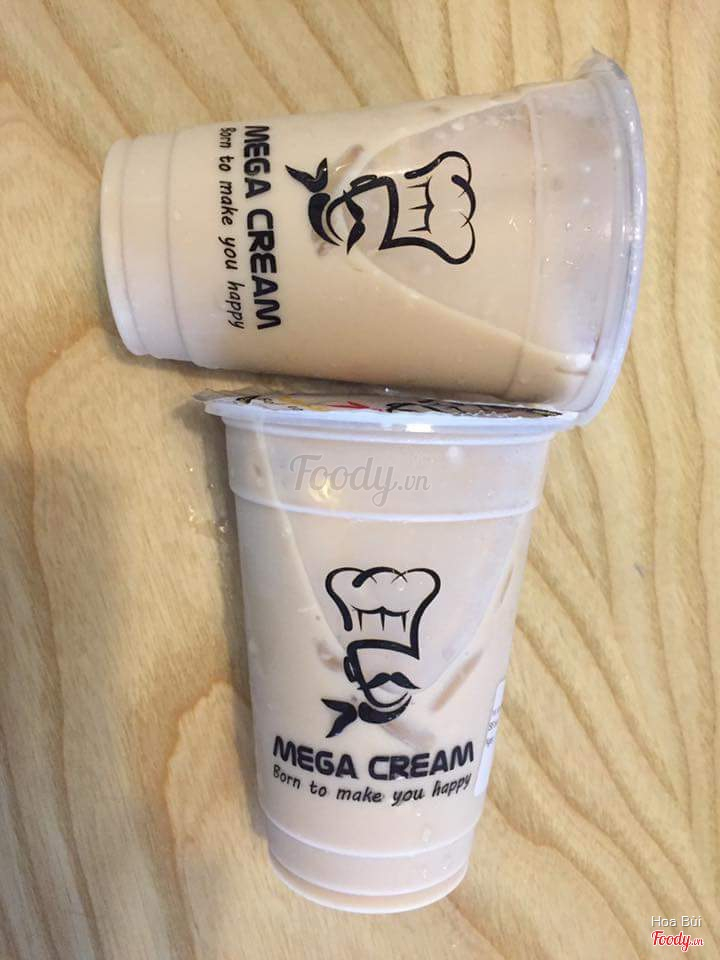 MEGA CREAM
Born to make you happy
Foody.vn
MEGA CREAM
Born to make you happy
Hoa Bùi
Foody.vn